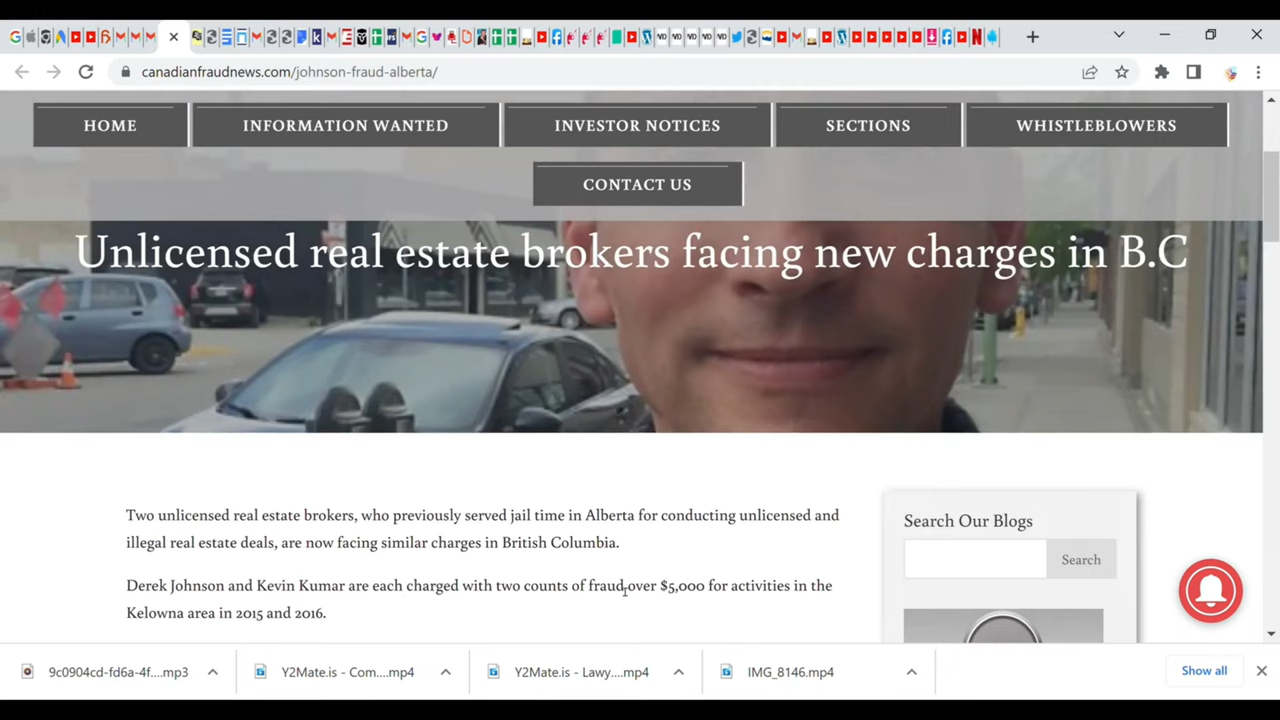 canadianfraudnews.com/johnson-fraud-alberta/
HOME
INFORMATION WANTED
INVESTOR NOTICES
SECTIONS
WHISTLEBLOWERS
CONTACT US
Unlicensed real estate brokers facing new charges in B.C
Two unlicensed real estate brokers, who previously served jail time in Alberta for conducting unlicensed and
illegal real estate deals, are now facing similar charges in British Columbia.
Derek Johnson and Kevin Kumar are each charged with two counts of fraud over $5,000 for activities in the
Kelowna area in 2015 and 2016.
Search Our Blogs
Search
9c0904cd-fd6a-4f....mp3
Y2Mate.is - Com....mp4
Y2Mate.is - Lawy....mp4
IMG_8146.mp4
Show all